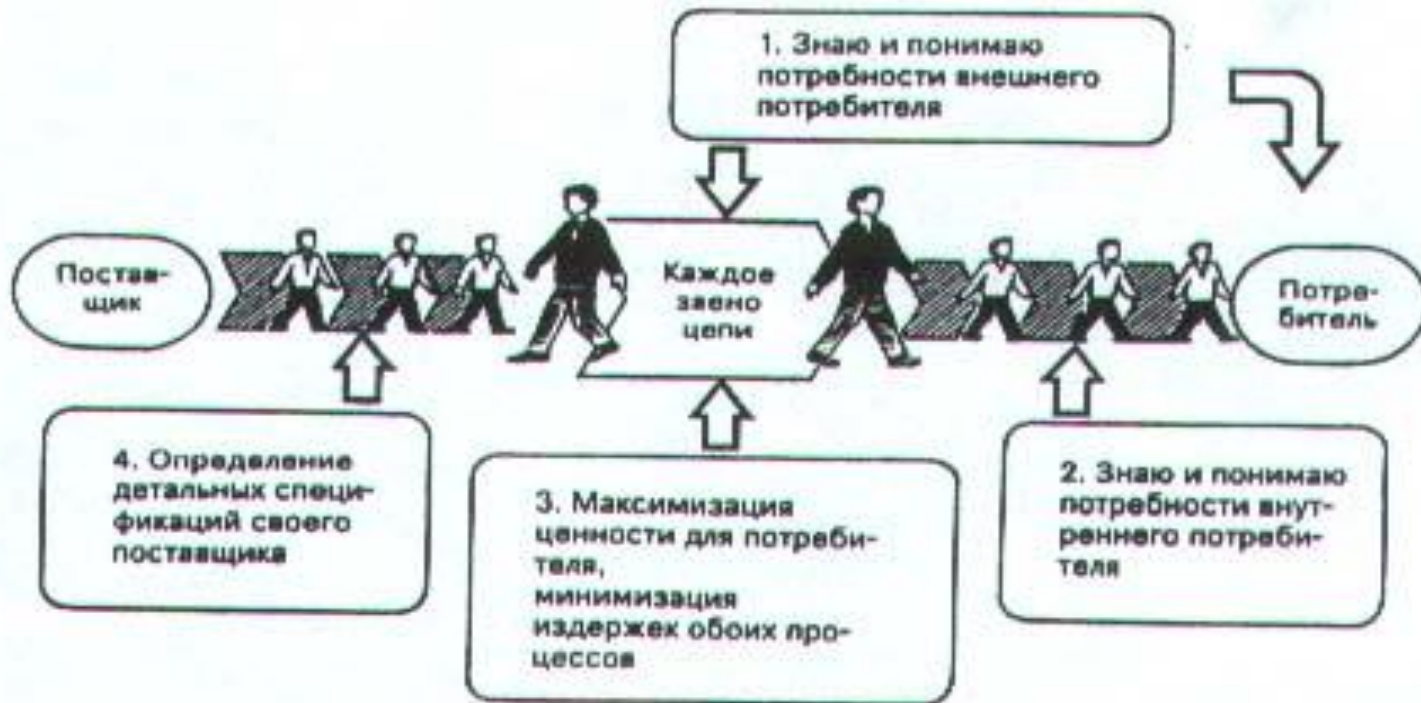 1. Знаю и понимаю
потребности внешнего
потребителя
Постав-
щик
Каждое
звено
цепи
Потре-
битель
4. Определение
детальных специ-
фикаций своего
поставщика
3. Максимизация
ценности для потреби-
теля,
минимизация
издержек обоих про-
цессов
2. Знаю и понимаю
потребности внут-
реннего потреби-
теля